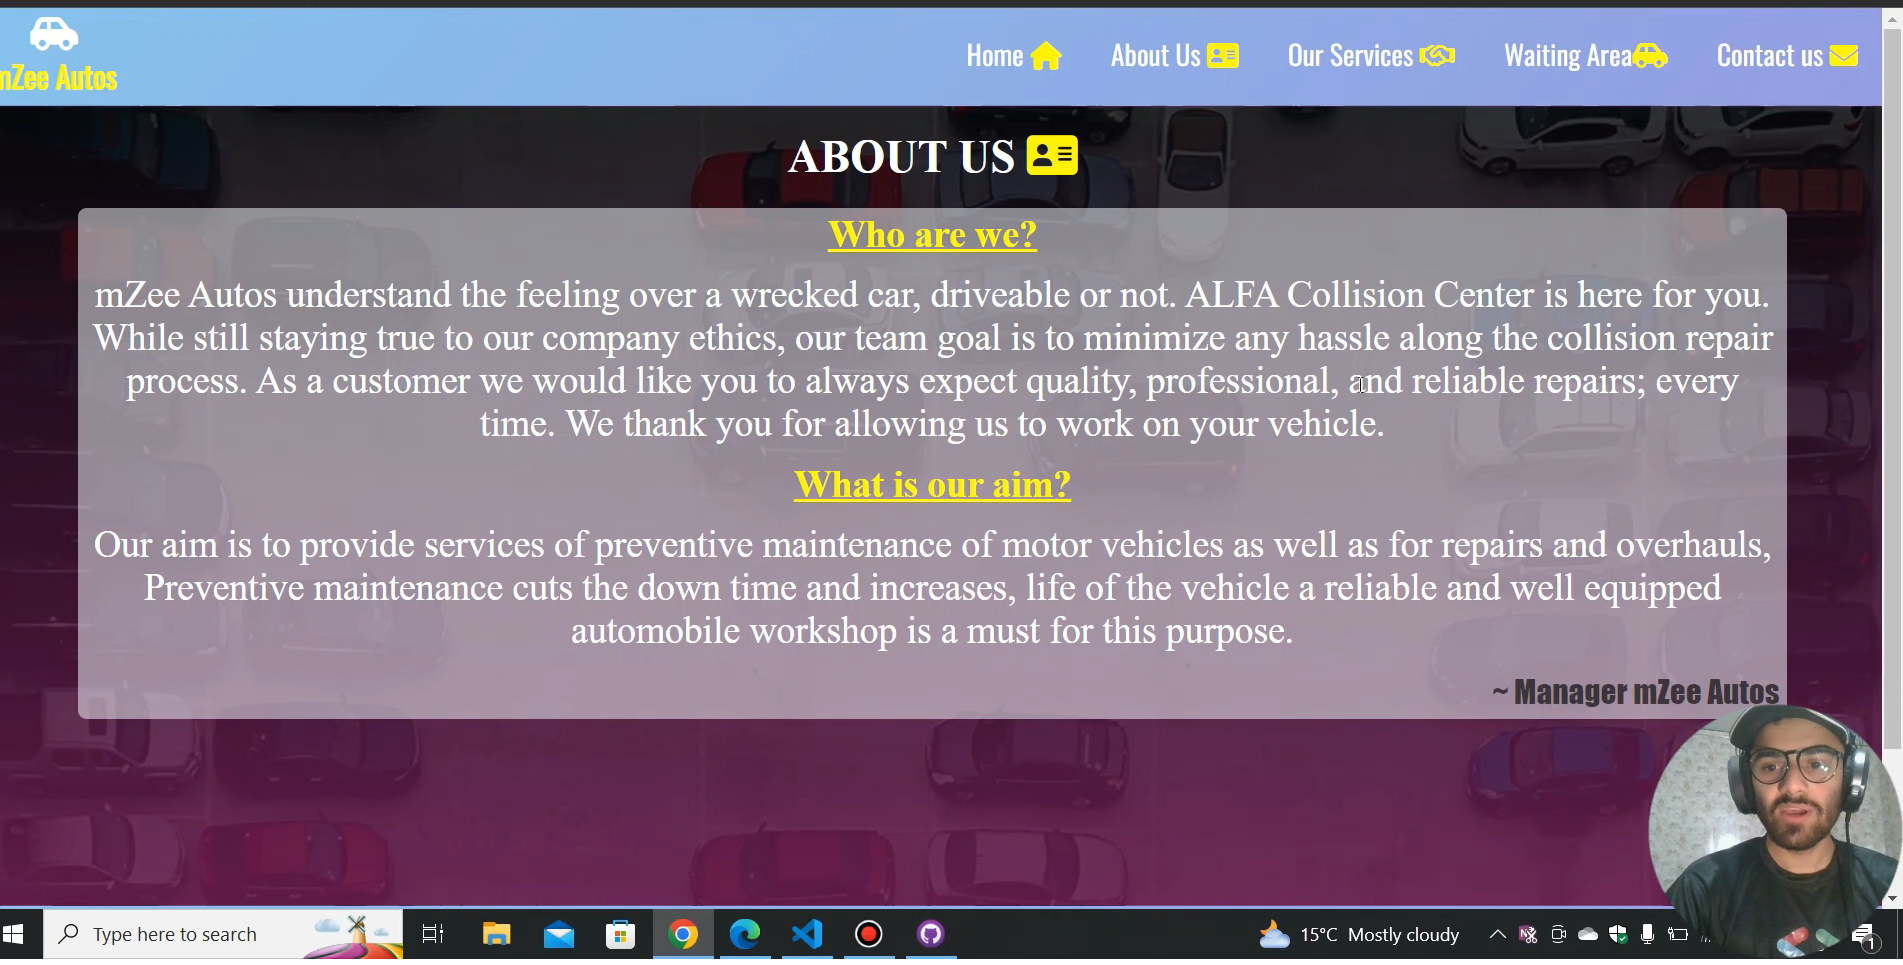 mZee Autos
Home
About Us
Our Services
Waiting Area
Contact us
ABOUT US
Who are we?
mZee Autos understand the feeling over a wrecked car, driveable or not. ALFA Collision Center is here for you.
While still staying true to our company ethics, our team goal is to minimize any hassle along the collision repair
process. As a customer we would like you to always expect quality, professional, and reliable repairs; every
time. We thank you for allowing us to work on your vehicle.
What is our aim?
Our aim is to provide services of preventive maintenance of motor vehicles as well as for repairs and overhauls,
Preventive maintenance cuts the down time and increases, life of the vehicle a reliable and well equipped
automobile workshop is a must for this purpose.
~ Manager mZee Autos
Type here to search
15°C Mostly cloudy
1